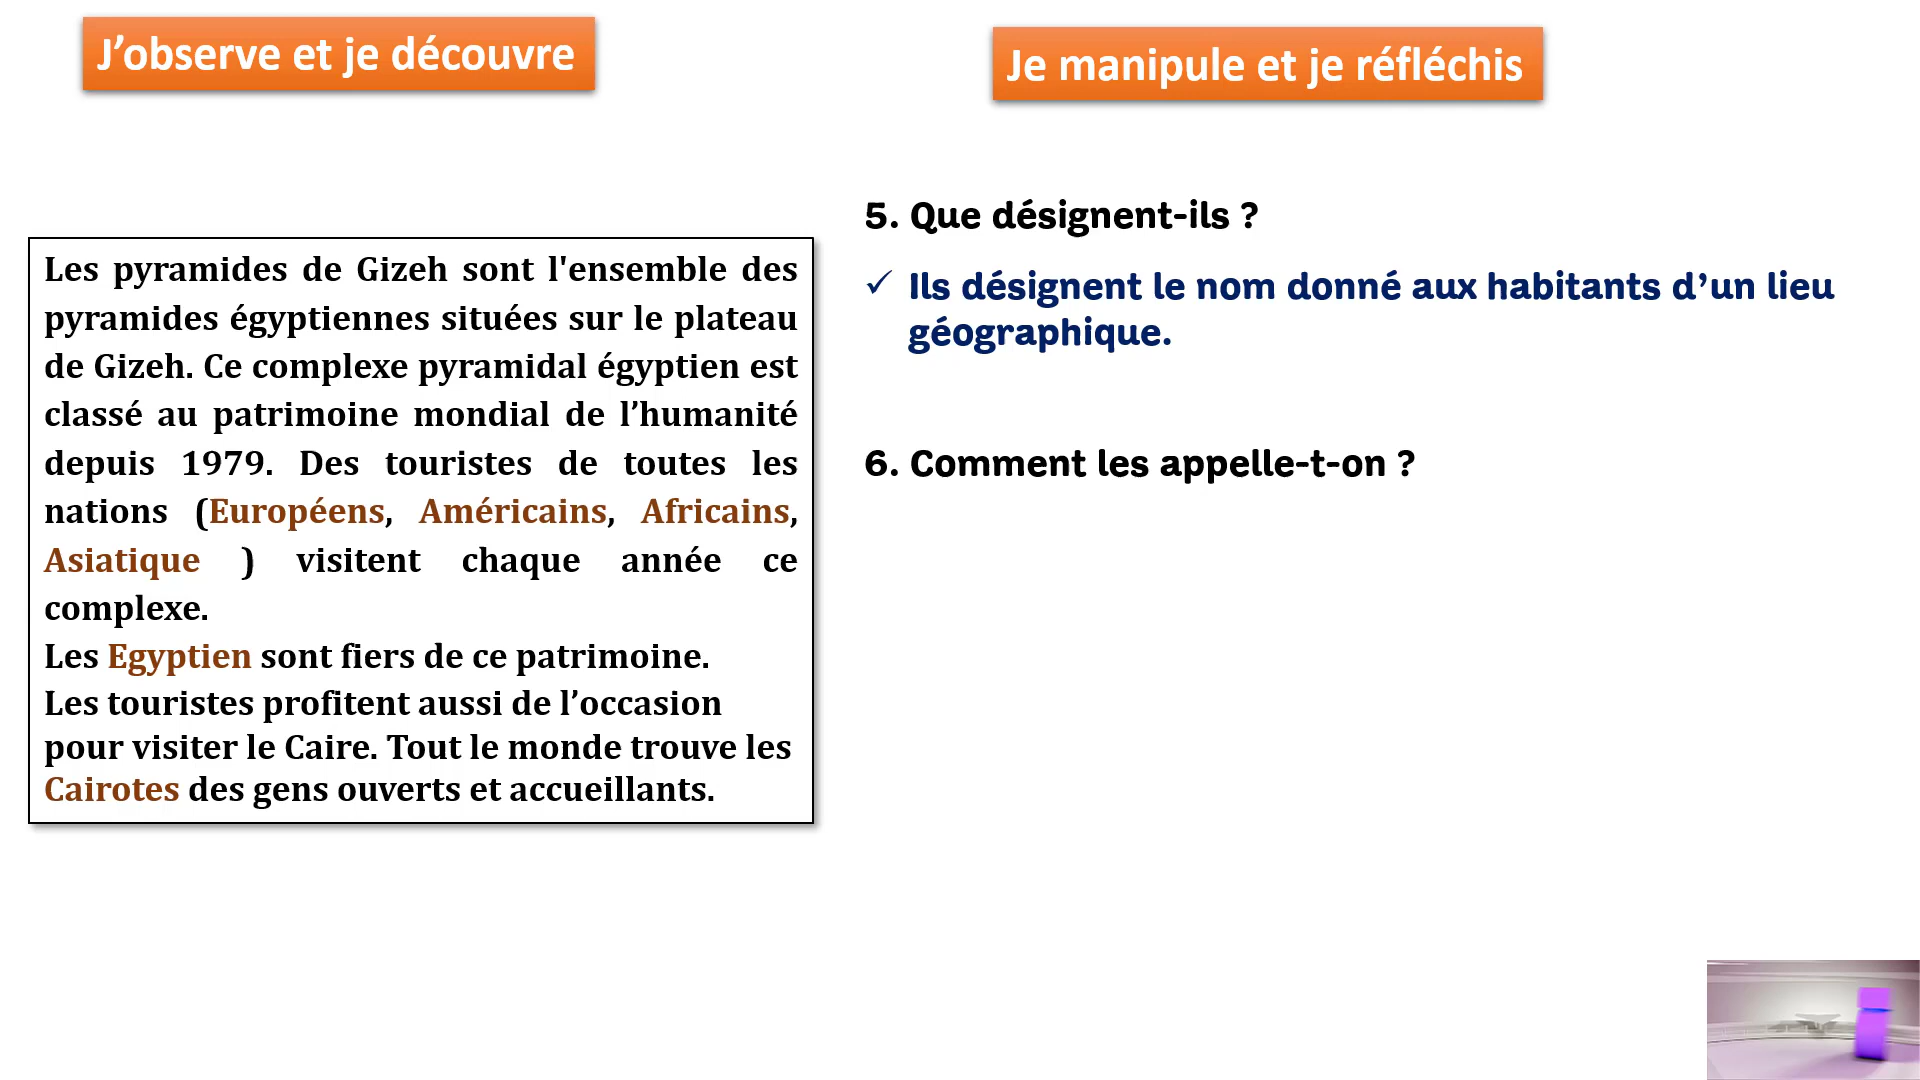 J’observe et je découvre
Je manipule et je réfléchis
Les pyramides de Gizeh sont l'ensemble des
pyramides égyptiennes situées sur le plateau
de Gizeh. Ce complexe pyramidal égyptien est
classé au patrimoine mondial de l’humanité
depuis 1979. Des touristes de toutes les
nations (Européens, Américains, Africains,
Asiatique ) visitent chaque année ce
complexe.
Les Egyptien sont fiers de ce patrimoine.
Les touristes profitent aussi de l’occasion
pour visiter le Caire. Tout le monde trouve les
Cairotes des gens ouverts et accueillants.
5. Que désignent-ils ?
✓ Ils désignent le nom donné aux habitants d’un lieu
géographique.
6. Comment les appelle-t-on ?